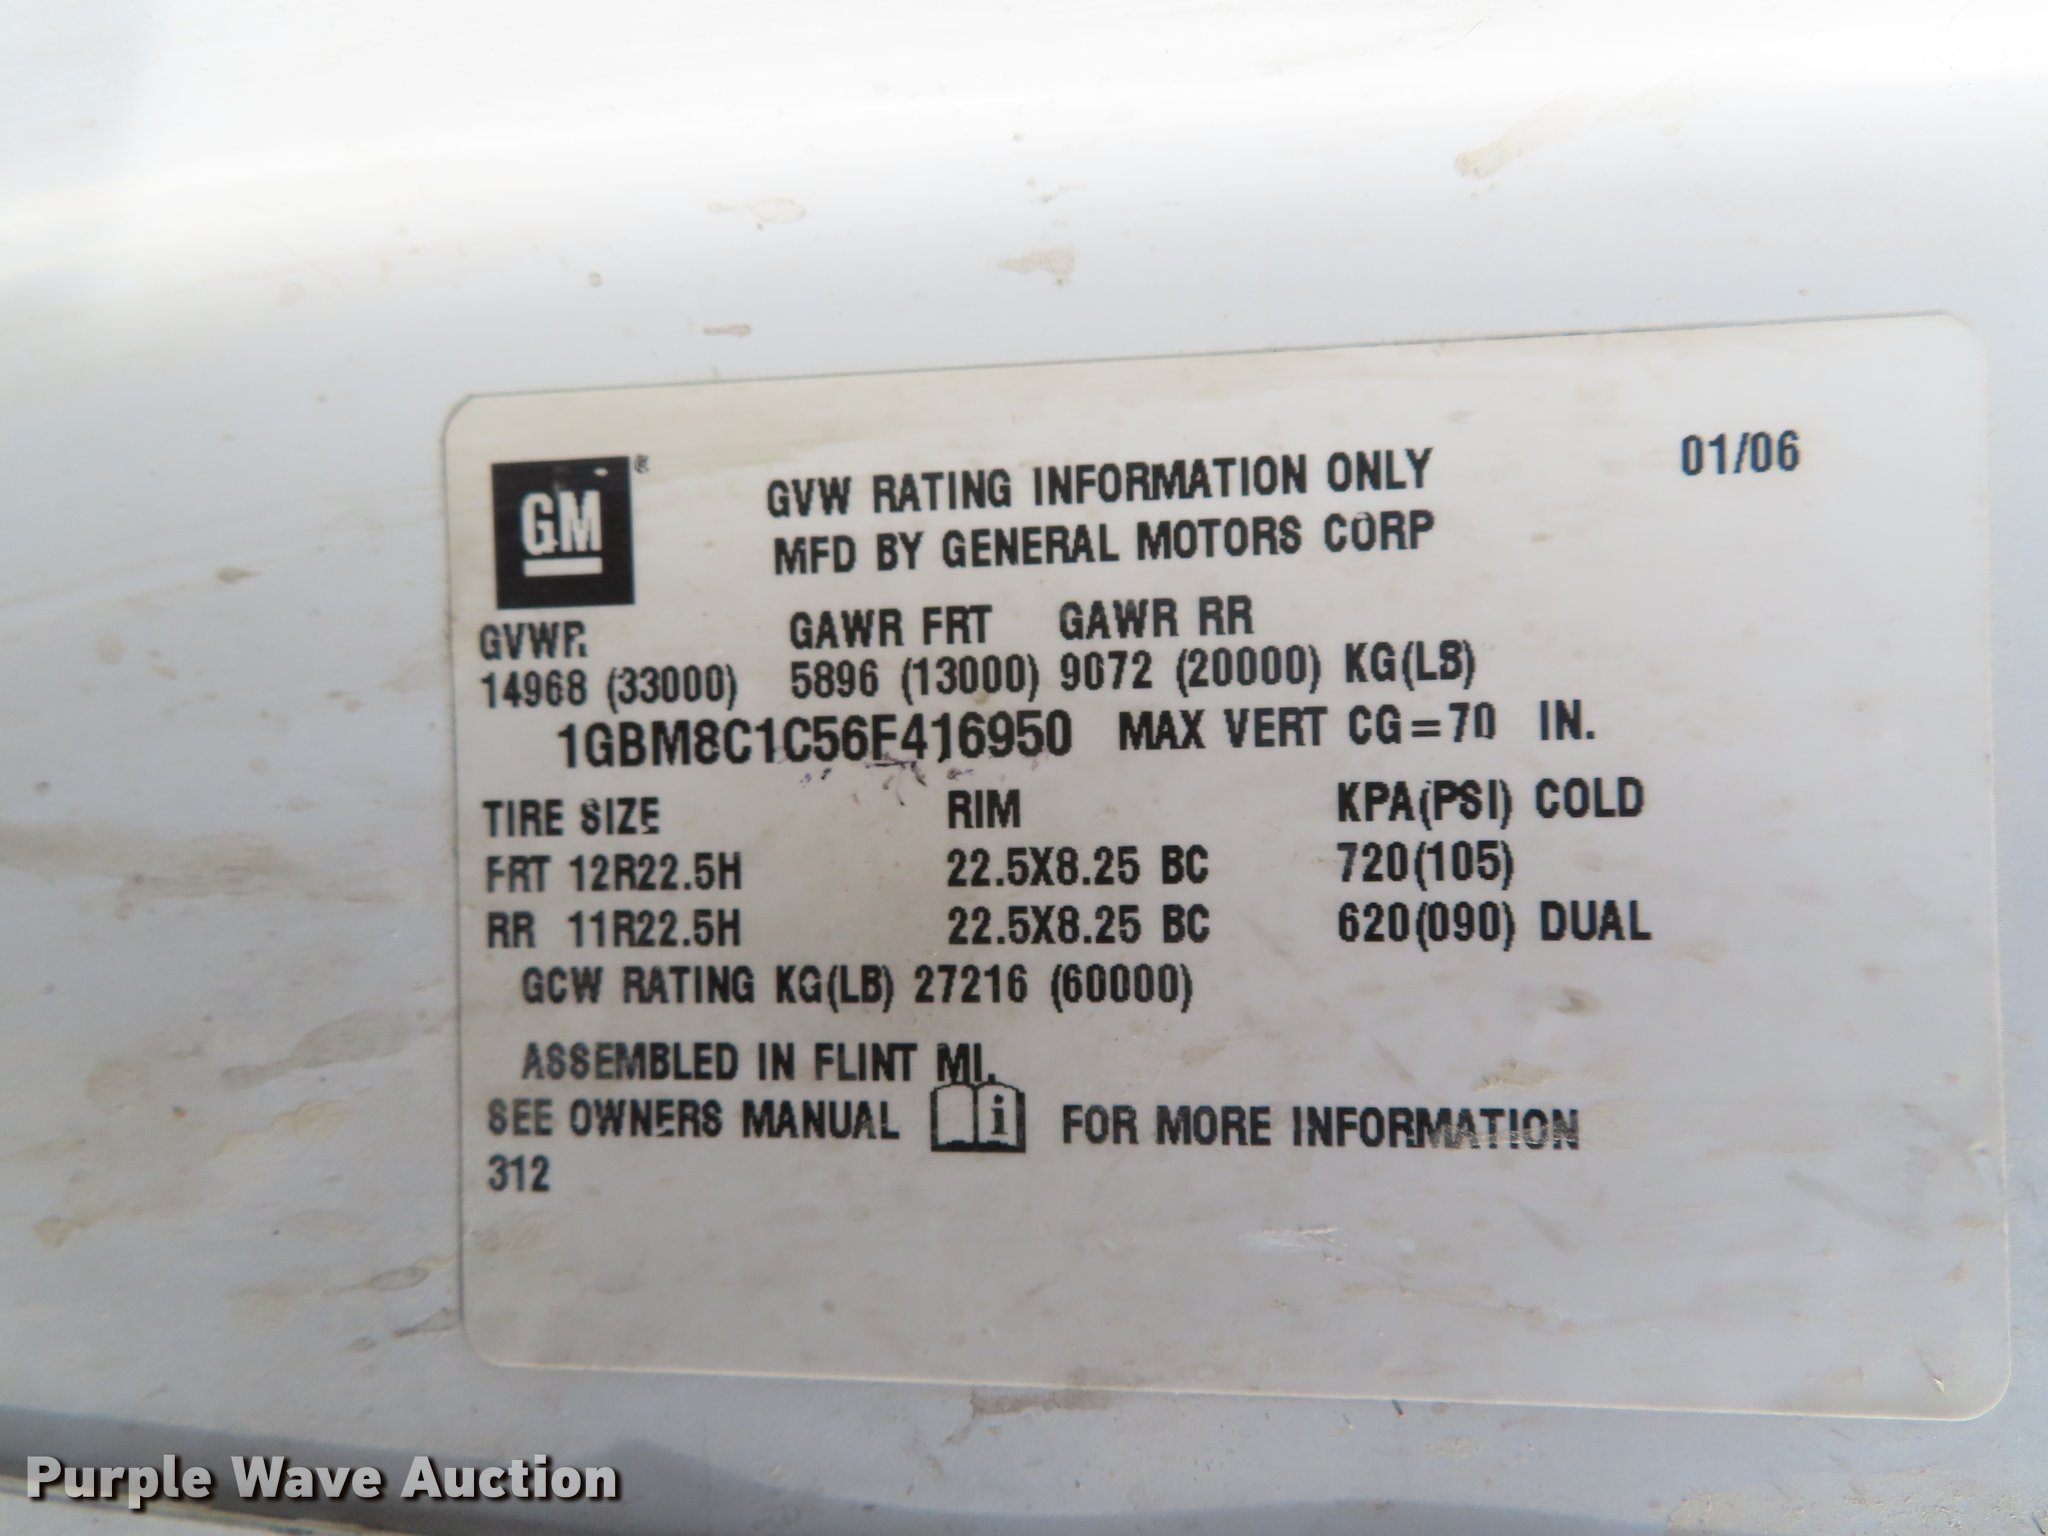 GM®
GVW RATING INFORMATION ONLY 01/06
MFD BY GENERAL MOTORS CORP
GVWR GAWR FRT GAWR RR
14968 (33000) 5896 (13000) 9072 (20000) KG(LB)
1GBM8C1C56F416950 MAX VERT CG=70 IN.
TIRE SIZE RIM KPA(PSI) COLD
FRT 12R22.5H 22.5X8.25 BC 720(105)
RR 11R22.5H 22.5X8.25 BC 620(090) DUAL
GCW RATING KG(LB) 27216 (60000)
ASSEMBLED IN FLINT MI.
SEE OWNERS MANUAL i FOR MORE INFORMATION
312
Purple Wave Auction